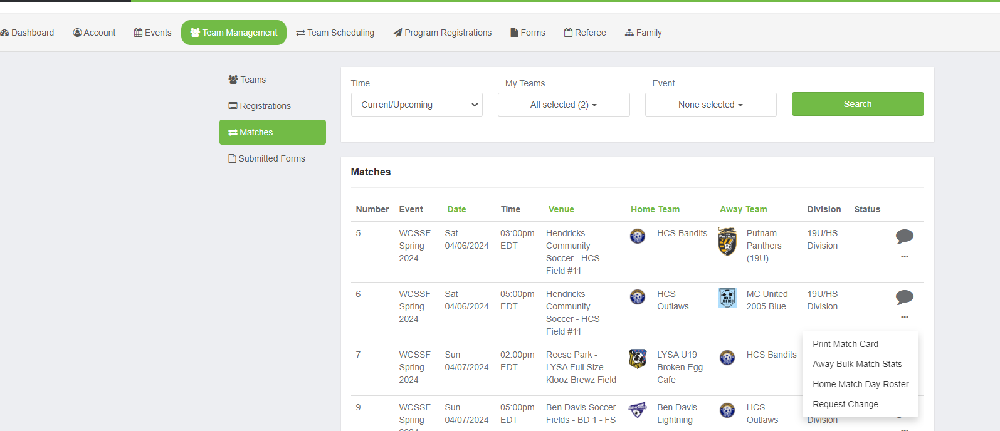 Dashboard Account Events Team Management Team Scheduling Program Registrations Forms Referee Family
Teams
Registrations
Matches
Submitted Forms
Time My Teams Event
Current/Upcoming All selected (2) None selected Search
Matches
Number Event Date Time Venue Home Team Away Team Division Status
5 WCSSF Sat 03:00pm Hendricks HCS Bandits Putnam 19U/HS
Spring 04/06/2024 EDT Community Panthers Division
2024 Soccer - HCS (19U)
Field #11
6 WCSSF Sat 05:00pm Hendricks HCS MC United 19U/HS
Spring 04/06/2024 EDT Community Outlaws 2005 Blue Division
2024 Soccer - HCS
Field #11
Print Match Card
Away Bulk Match Stats
Home Match Day Roster
Request Change
7 WCSSF Sun 02:00pm Reese Park - LYSA U19 HCS Bandits
Spring 04/07/2024 EDT LYSA Full Size - Broken Egg
2024 Klooz Brewz Field Cafe
9 WCSSF Sun 05:00pm Ben Davis Soccer Ben Davis HCS
Spring 04/07/2024 EDT Fields - BD 1 - FS Lightning Outlaws Division
2024